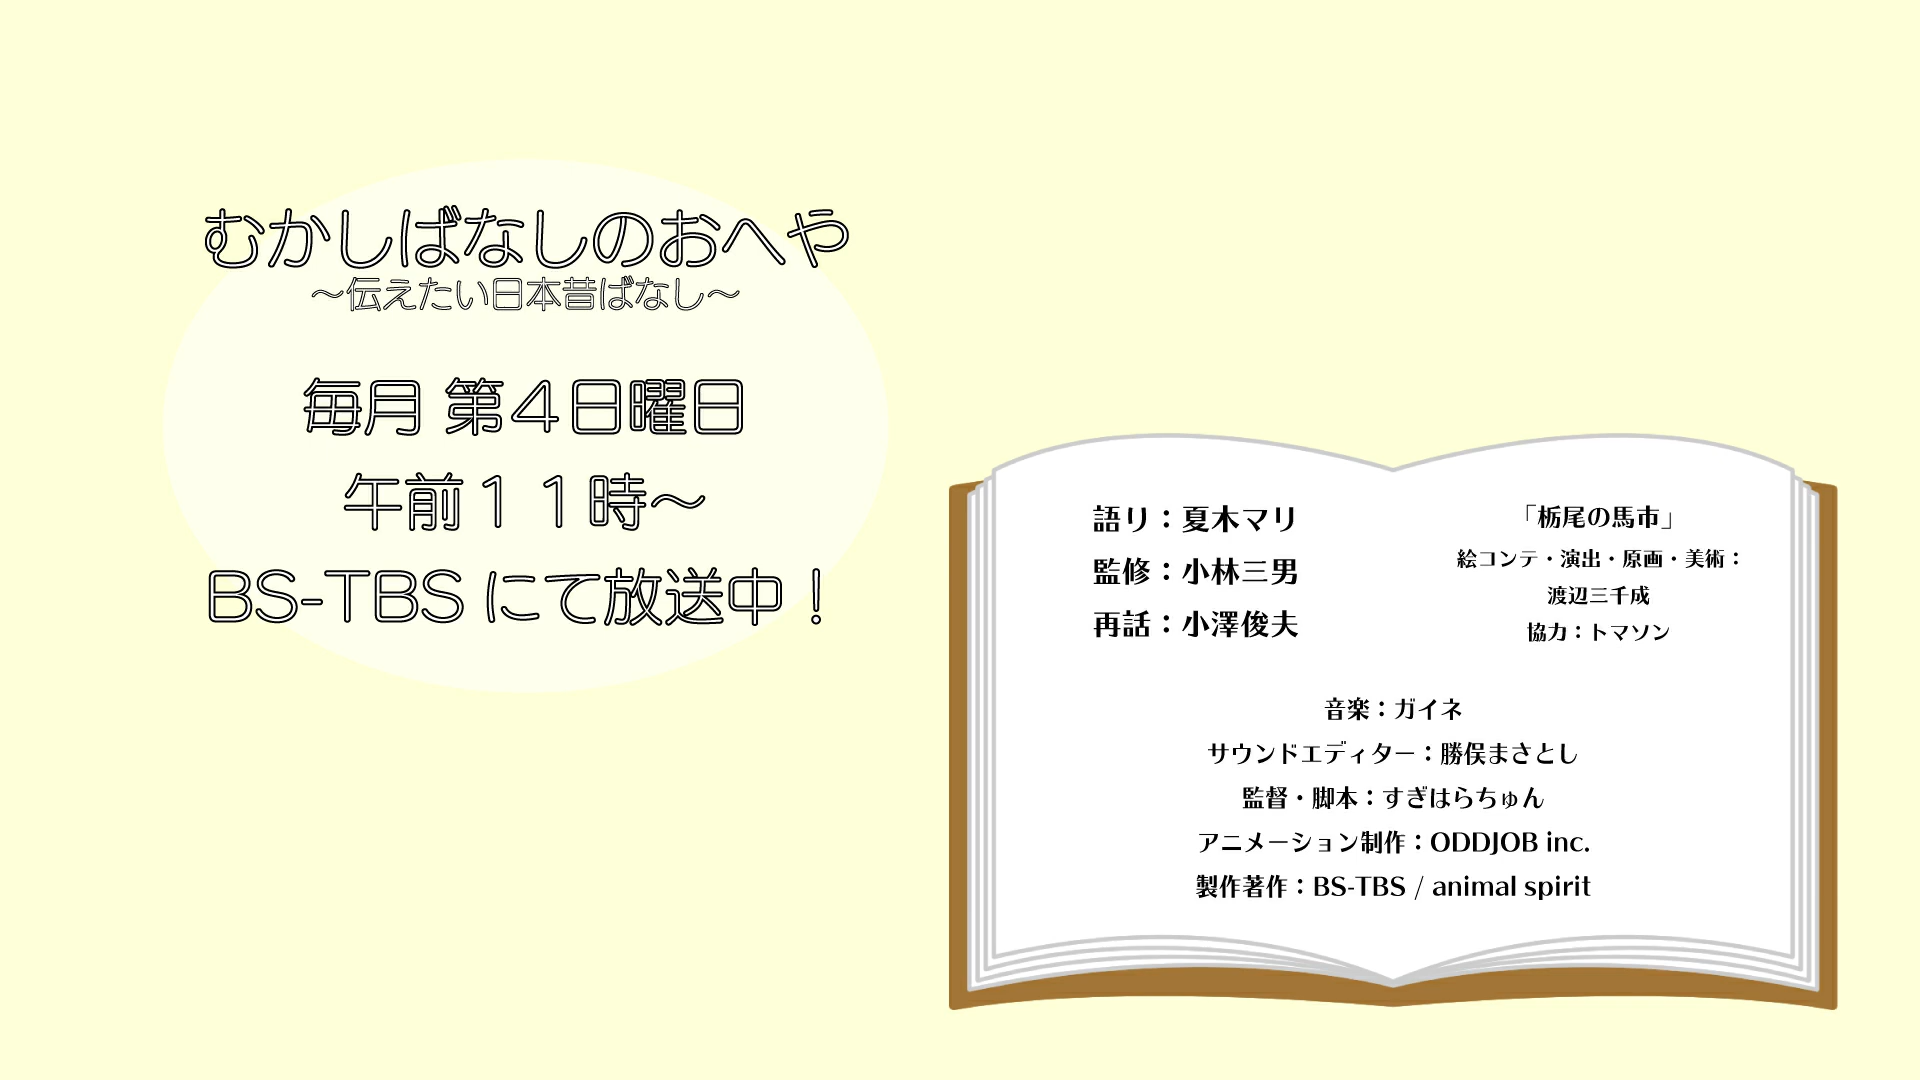 むかしばなしのおへや
～伝えたい日本昔ばなし～
毎月 第４日曜日
午前１１時～
BS-TBS にて放送中！
語り：夏木マリ
監修：小林三男
再話：小澤俊夫
「栃尾の馬市」
絵コンテ・演出・原画・美術：
渡辺三千成
協力：トマソン
音楽：ガイネ
サウンドエディター：勝俣まさとし
監督・脚本：すぎはらちゅん
アニメーション制作：ODDJOB inc.
製作著作：BS-TBS / animal spirit